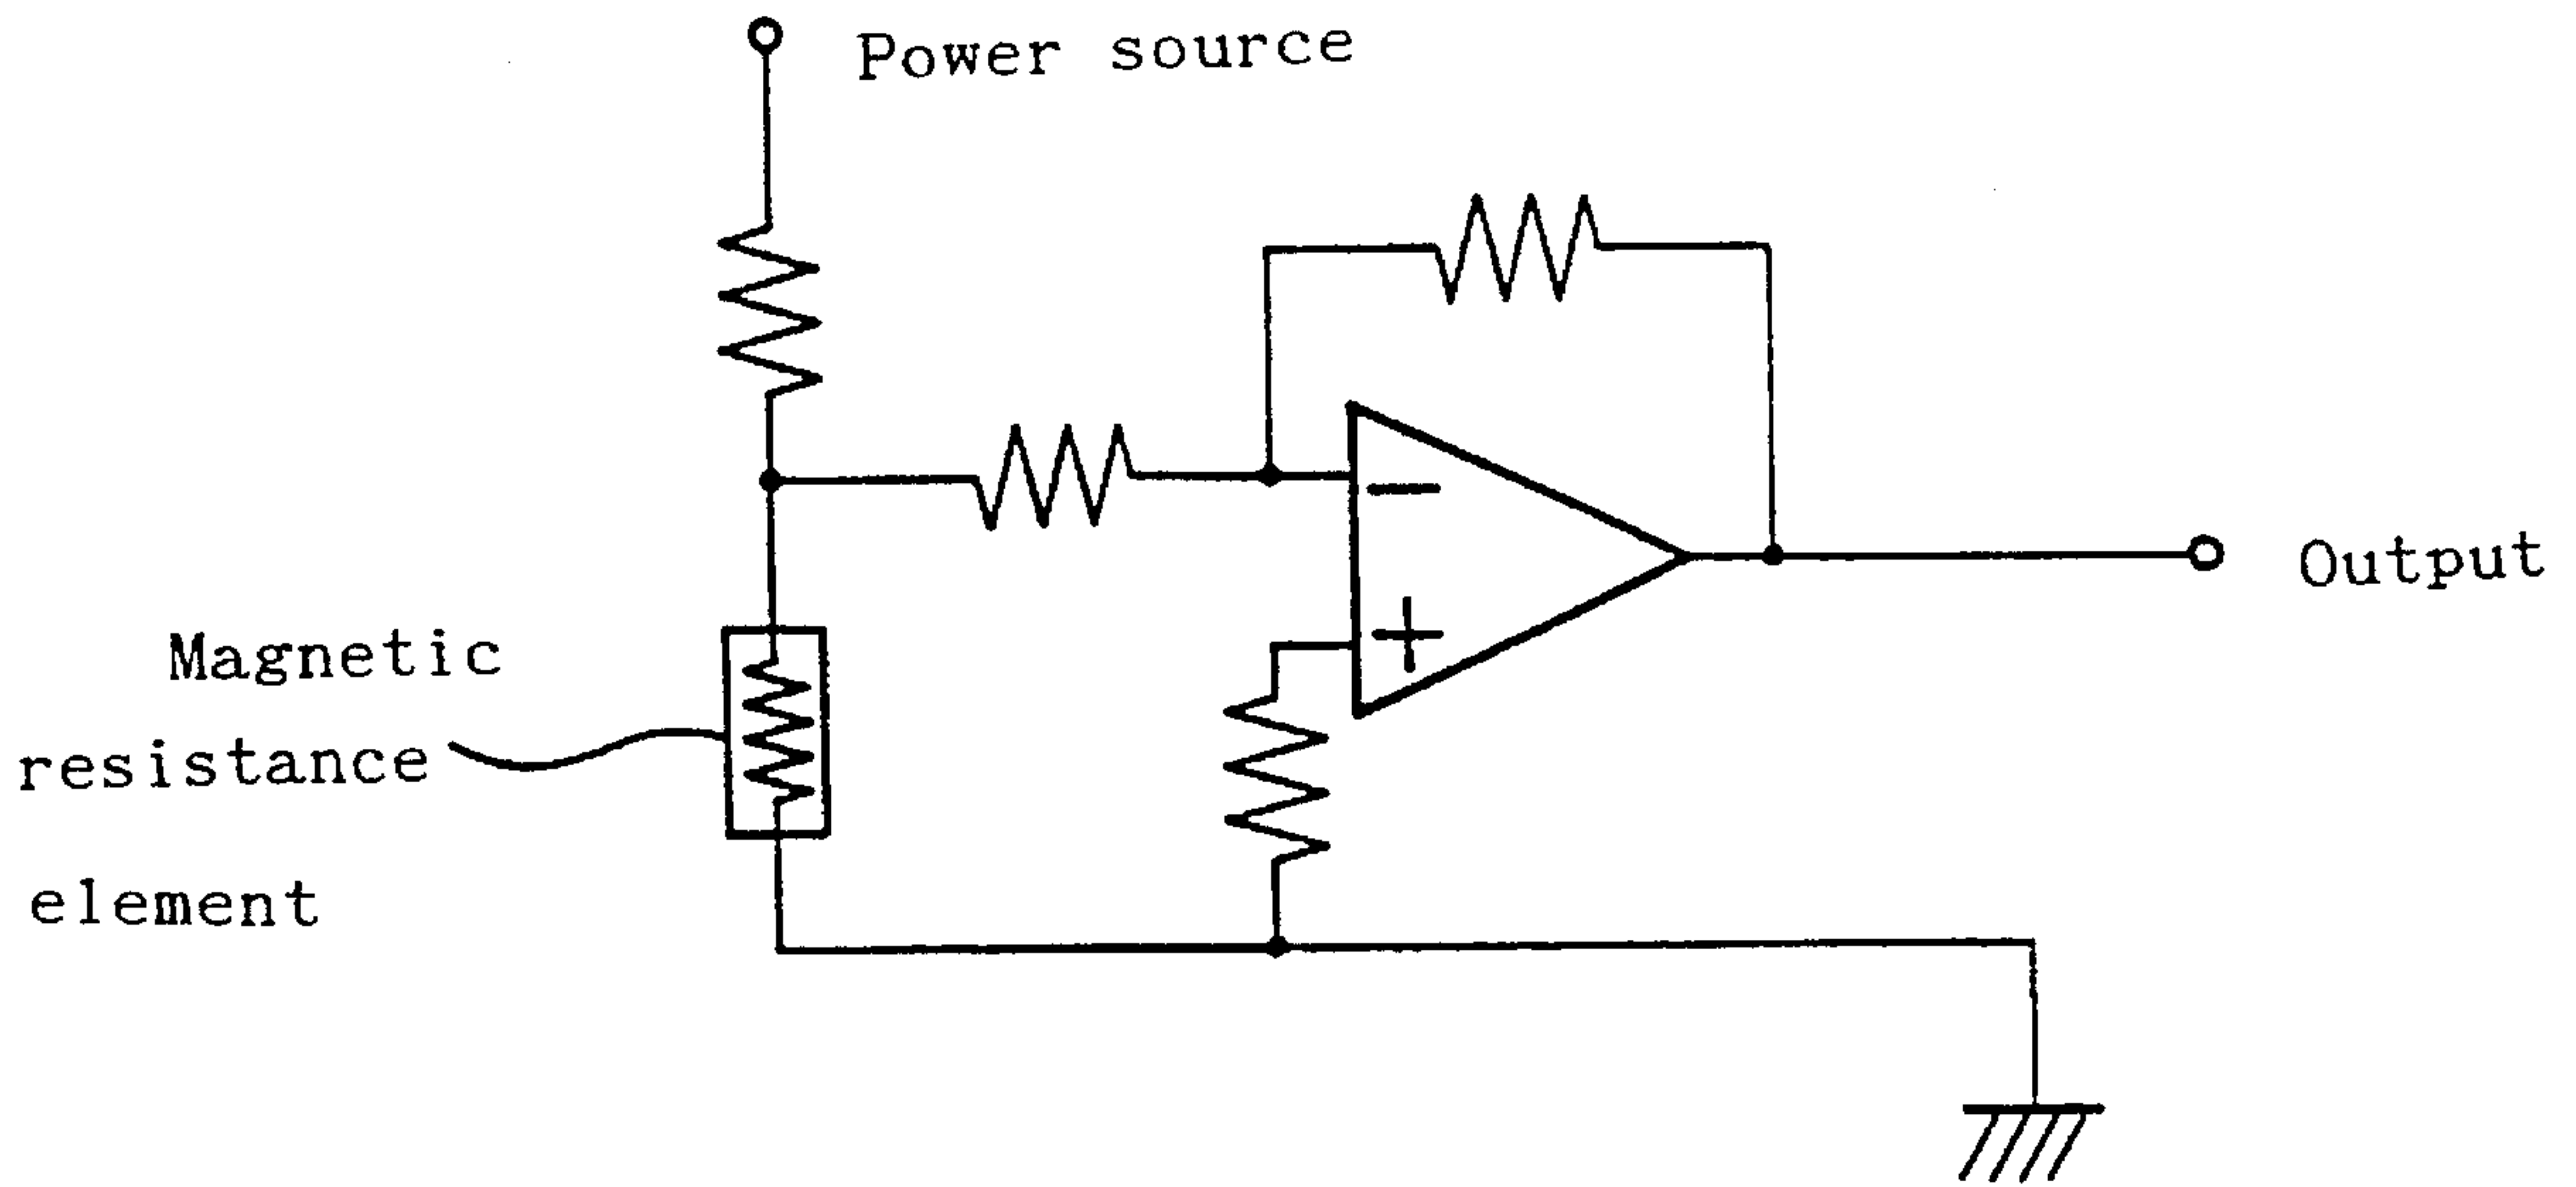 Power source
−
+
Output
Magnetic
resistance
element